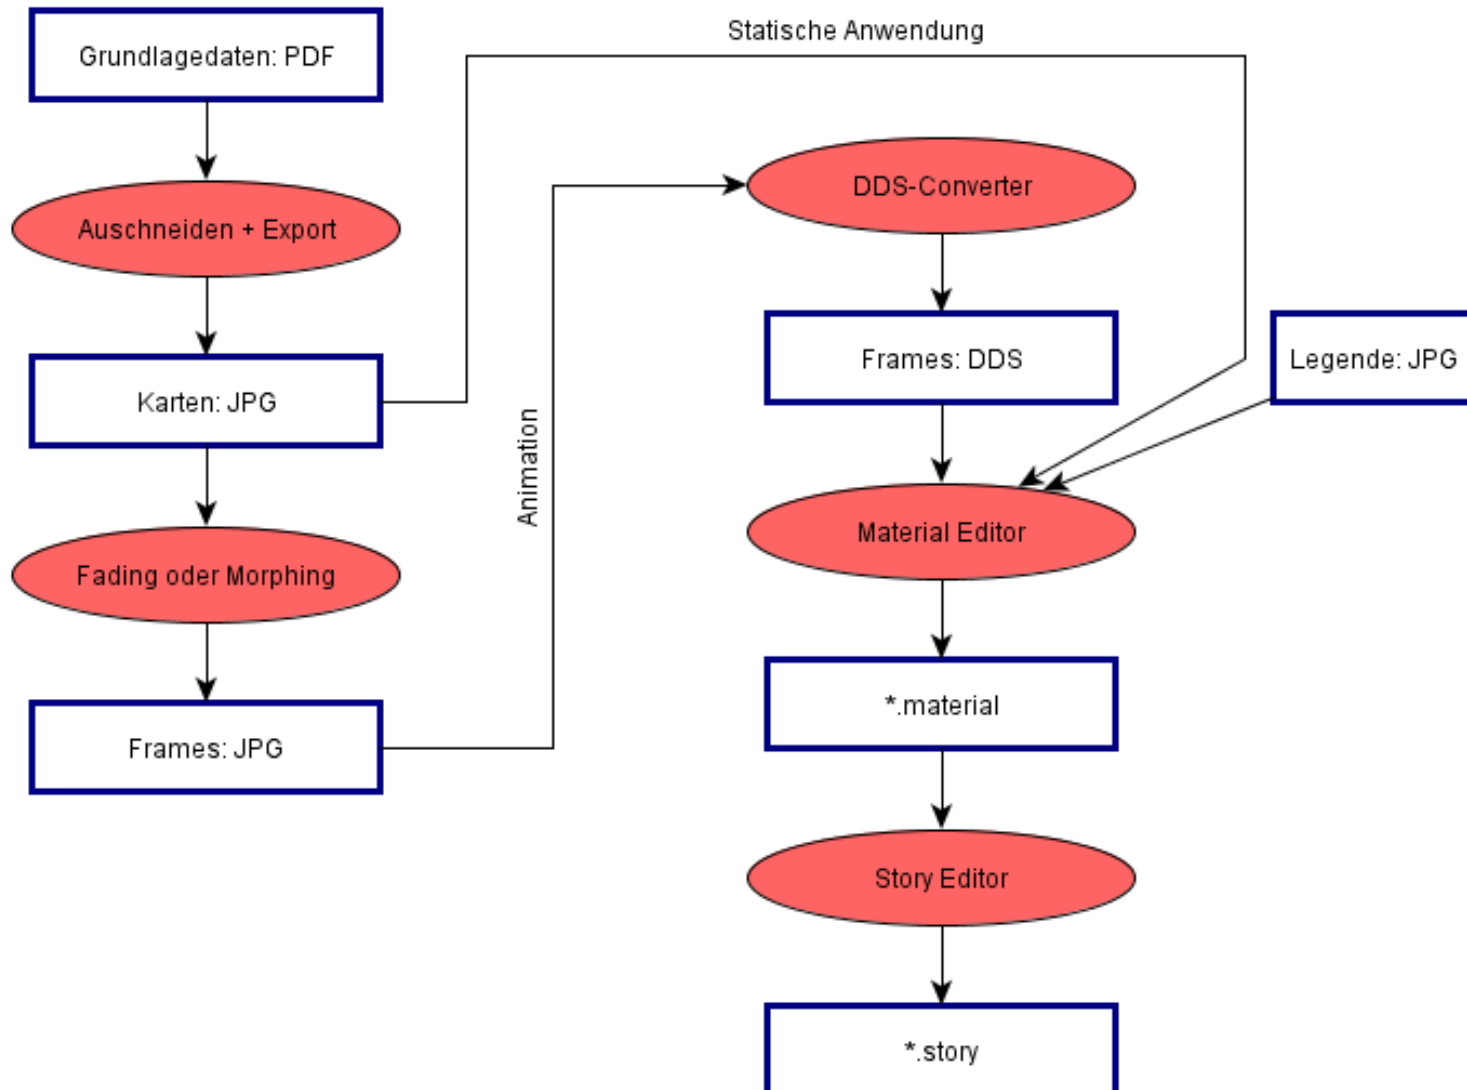 Grundlagedaten: PDF
Auschneiden + Export
Karten: JPG
Fading oder Morphing
Frames: JPG
Animation
Statische Anwendung
DDS-Converter
Frames: DDS
Legende: JPG
Material Editor
*.material
Story Editor
*.story